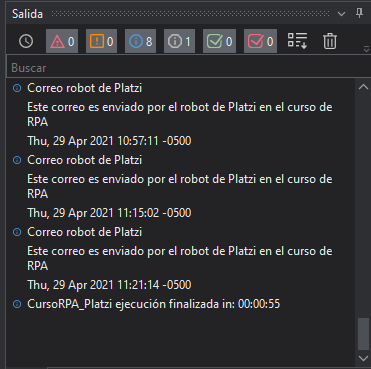 Salida
0 0 8 1 0 0
Buscar
Correo robot de Platzi
Este correo es enviado por el robot de Platzi en el curso de
RPA
Thu, 29 Apr 2021 10:57:11 -0500
Correo robot de Platzi
Este correo es enviado por el robot de Platzi en el curso de
RPA
Thu, 29 Apr 2021 11:15:02 -0500
Correo robot de Platzi
Este correo es enviado por el robot de Platzi en el curso de
RPA
Thu, 29 Apr 2021 11:21:14 -0500
CursoRPA_Platzi ejecución finalizada in: 00:00:55